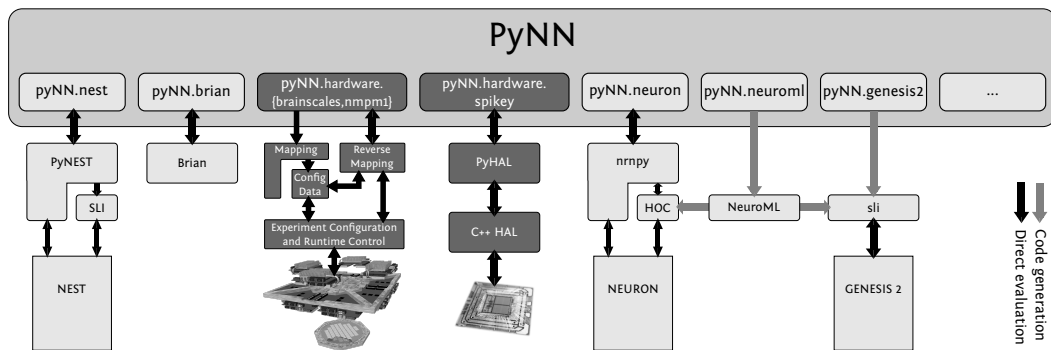 PyNN
pyNN.nest
pyNN.brian
pyNN.hardware.
{brainscales,nmpm1}
pyNN.hardware.
spikey
pyNN.neuron
pyNN.neuroml
pyNN.genesis2
...
PyNEST
Brian
Mapping
Reverse
Mapping
PyHAL
nrnpy
Config
Data
SLI
HOC
NeuroML
sli
Experiment Configuration
and Runtime Control
C++ HAL
NEST
NEURON
GENESIS 2
Code generation
Direct evaluation